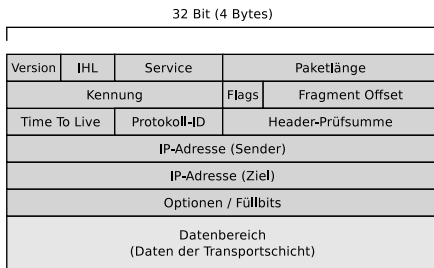 32 Bit (4 Bytes)
Version IHL Service Paketlänge
Kennung Flags Fragment Offset
Time To Live Protokoll-ID Header-Prüfsumme
IP-Adresse (Sender)
IP-Adresse (Ziel)
Optionen / Füllbits
Datenbereich
(Daten der Transportschicht)